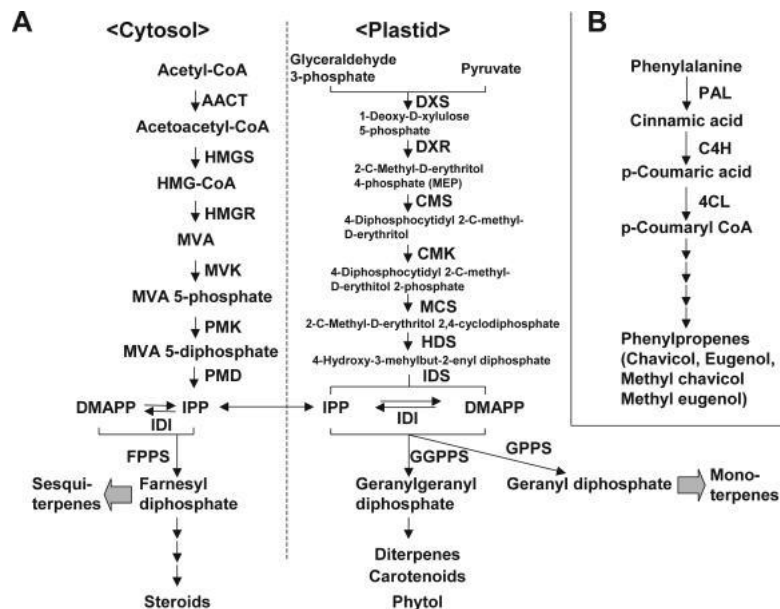 A
<Cytosol>
Acetyl-CoA
AACT
Acetoacetyl-CoA
HMGS
HMG-CoA
HMGR
MVA
MVK
MVA 5-phosphate
PMK
MVA 5-diphosphate
PMD
DMAPP
IPP
IDI
FPPS
Sesqui-
terpenes
Farnesyl
diphosphate
Steroids
<Plastid>
Glyceraldehyde
3-phosphate
Pyruvate
DXS
1-Deoxy-D-xylulose
5-phosphate
DXR
2-C-Methyl-D-erythritol
4-phosphate (MEP)
CMS
4-Diphosphocytidyl 2-C-methyl-
D-erythritol
CMK
4-Diphosphocytidyl 2-C-methyl-
D-erythitol 2-phosphate
MCS
2-C-Methyl-D-erythritol 2,4-cyclodiphosphate
HDS
4-Hydroxy-3-mehylbut-2-enyl diphosphate
IDS
IPP
DMAPP
IDI
GGPPS
GPPS
Geranylgeranyl
diphosphate
Geranyl diphosphate
Mono-
terpenes
Diterpenes
Carotenoids
Phytol
B
Phenylalanine
PAL
Cinnamic acid
C4H
p-Coumaric acid
4CL
p-Coumaryl CoA
Phenylpropenes
(Chavicol, Eugenol,
Methyl chavicol
Methyl eugenol)